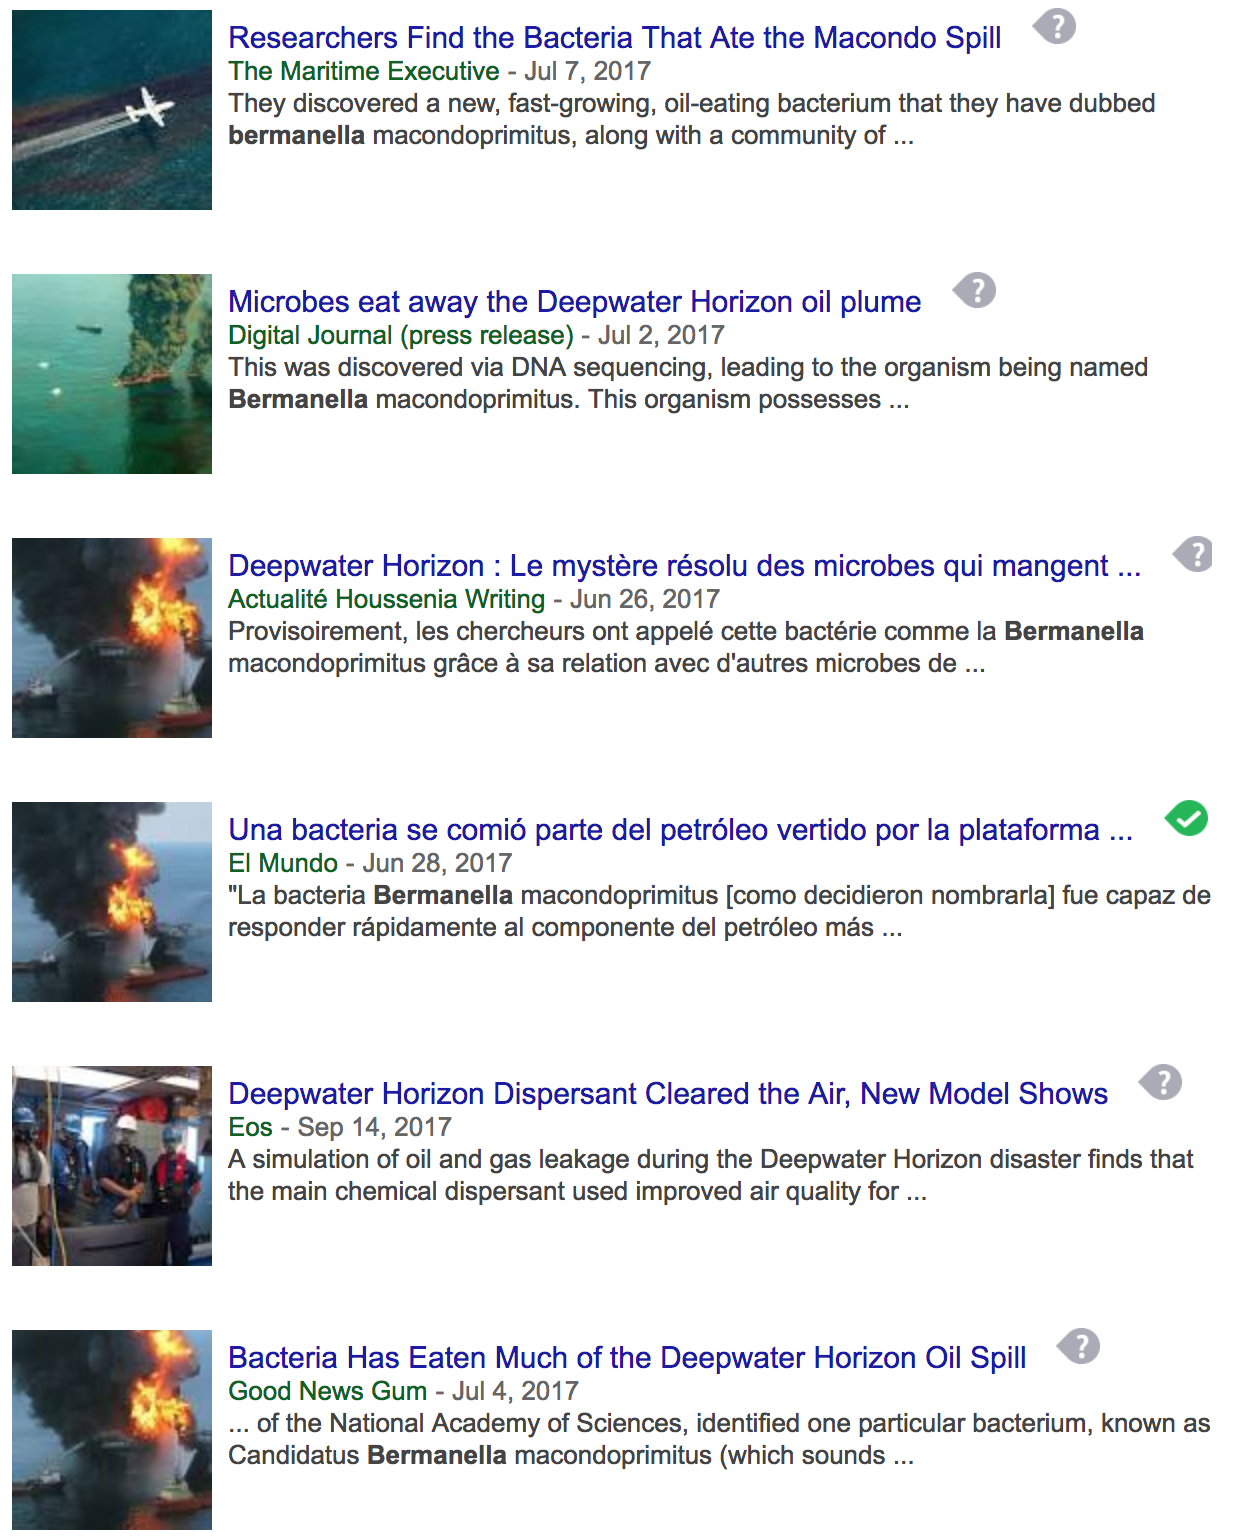 Researchers Find the Bacteria That Ate the Macondo Spill ?
The Maritime Executive - Jul 7, 2017
They discovered a new, fast-growing, oil-eating bacterium that they have dubbed
bermanella macondoprimitus, along with a community of ...
Microbes eat away the Deepwater Horizon oil plume ?
Digital Journal (press release) - Jul 2, 2017
This was discovered via DNA sequencing, leading to the organism being named
Bermanella macondoprimitus. This organism possesses ...
Deepwater Horizon : Le mystère résolu des microbes qui mangent ... ?
Actualité Houssenia Writing - Jun 26, 2017
Provisoirement, les chercheurs ont appelé cette bactérie comme la Bermanella
macondoprimitus grâce à sa relation avec d'autres microbes de ...
Una bacteria se comió parte del petróleo vertido por la plataforma ...
El Mundo - Jun 28, 2017
"La bacteria Bermanella macondoprimitus [como decidieron nombrarla] fue capaz de
responder rápidamente al componente del petróleo más ...
Deepwater Horizon Dispersant Cleared the Air, New Model Shows ?
Eos - Sep 14, 2017
A simulation of oil and gas leakage during the Deepwater Horizon disaster finds that
the main chemical dispersant used improved air quality for ...
Bacteria Has Eaten Much of the Deepwater Horizon Oil Spill ?
Good News Gum - Jul 4, 2017
... of the National Academy of Sciences, identified one particular bacterium, known as
Candidatus Bermanella macondoprimitus (which sounds ...